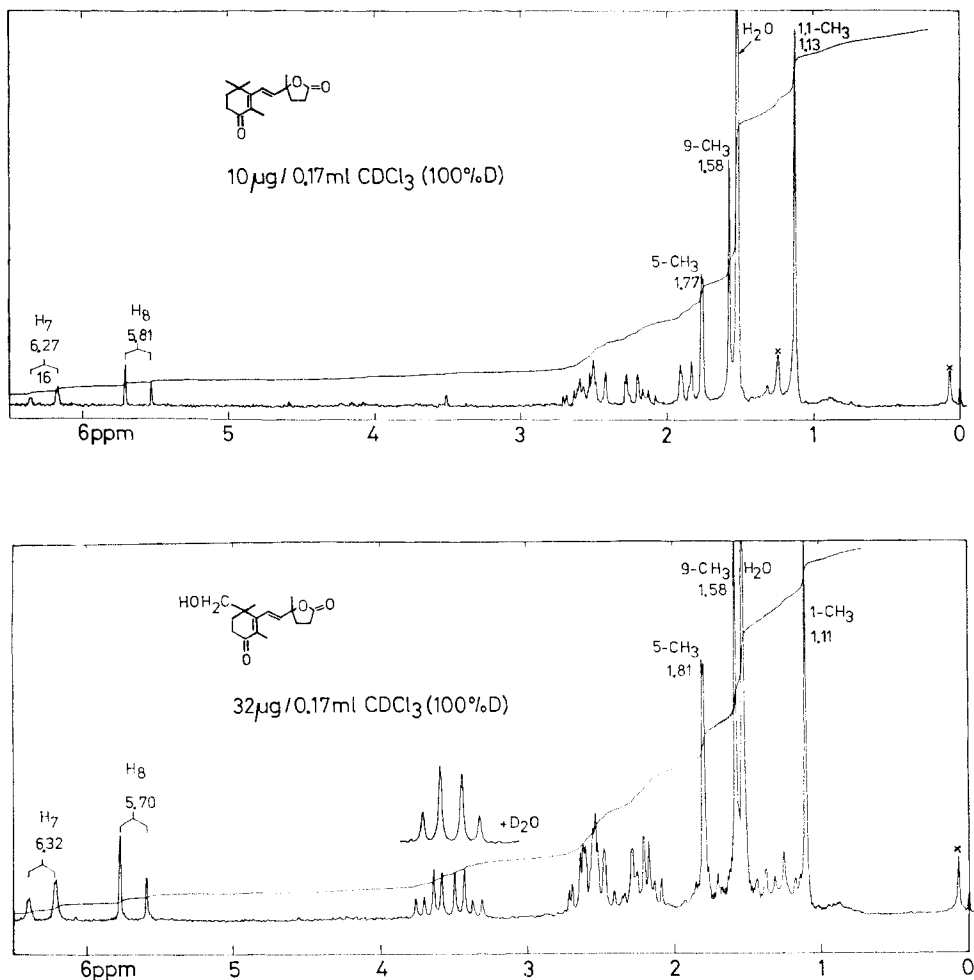 H₂O
1,1-CH₃
1.13
9-CH₃
1.58
5-CH₃
1.77
H₇
6.27
16
H₈
5.81
O
=O
O
10µg/0.17ml CDCl₃ (100%D)
x
x
6ppm
5
4
3
2
1
0
9-CH₃
1.58
H₂O
1-CH₃
1.11
5-CH₃
1.81
HOH₂C
O
=O
O
32µg/0.17ml CDCl₃ (100%D)
H₇
6.32
H₈
5.70
+D₂O
x
6ppm
5
4
3
2
1
0